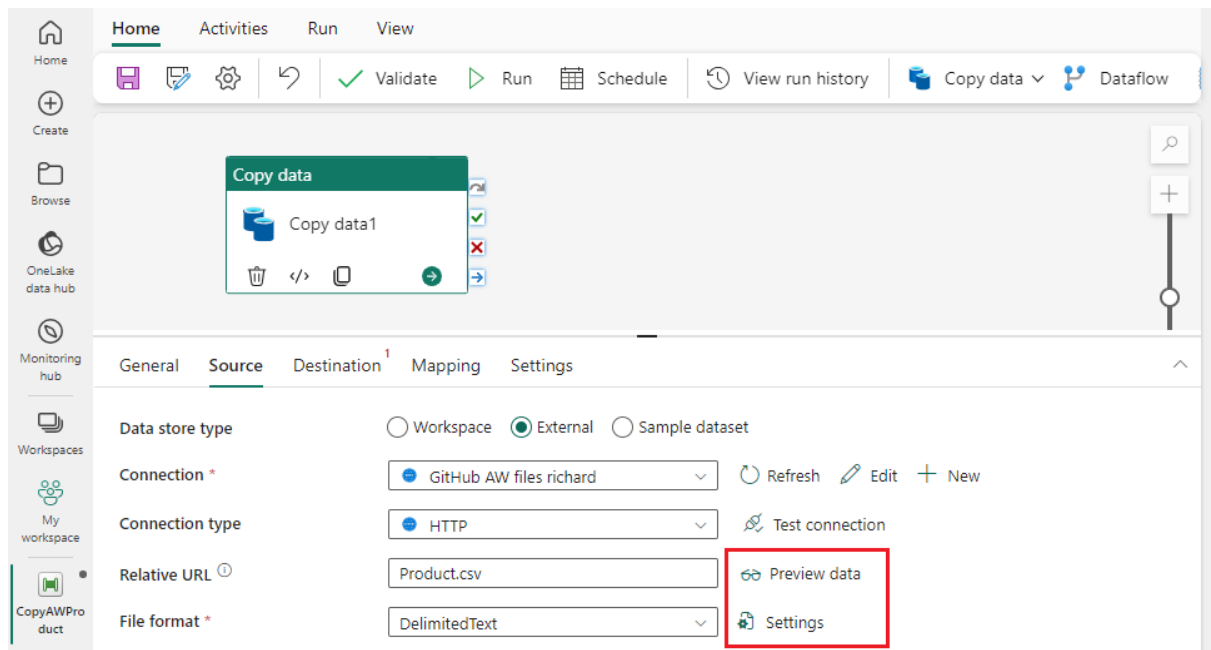 Home Activities Run View
Validate Run Schedule View run history Copy data Dataflow
Home
Create
Browse
OneLake
data hub
Monitoring
hub
Workspaces
My
workspace
CopyAWPro
duct
Copy data
Copy data1
</>
General Source Destination 1 Mapping Settings
Data store type Workspace External Sample dataset
Connection * GitHub AW files richard Refresh Edit New
Connection type HTTP Test connection
Relative URL Product.csv Preview data
File format * DelimitedText Settings